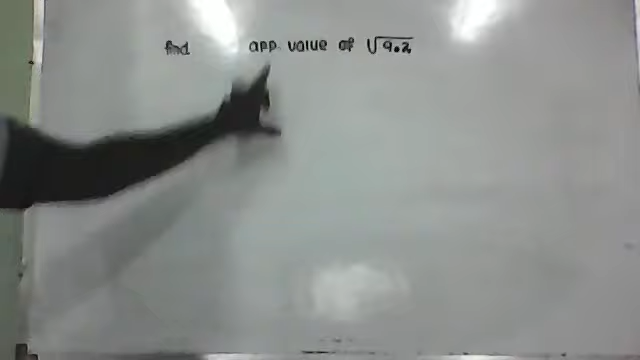 find app. value of √9.2